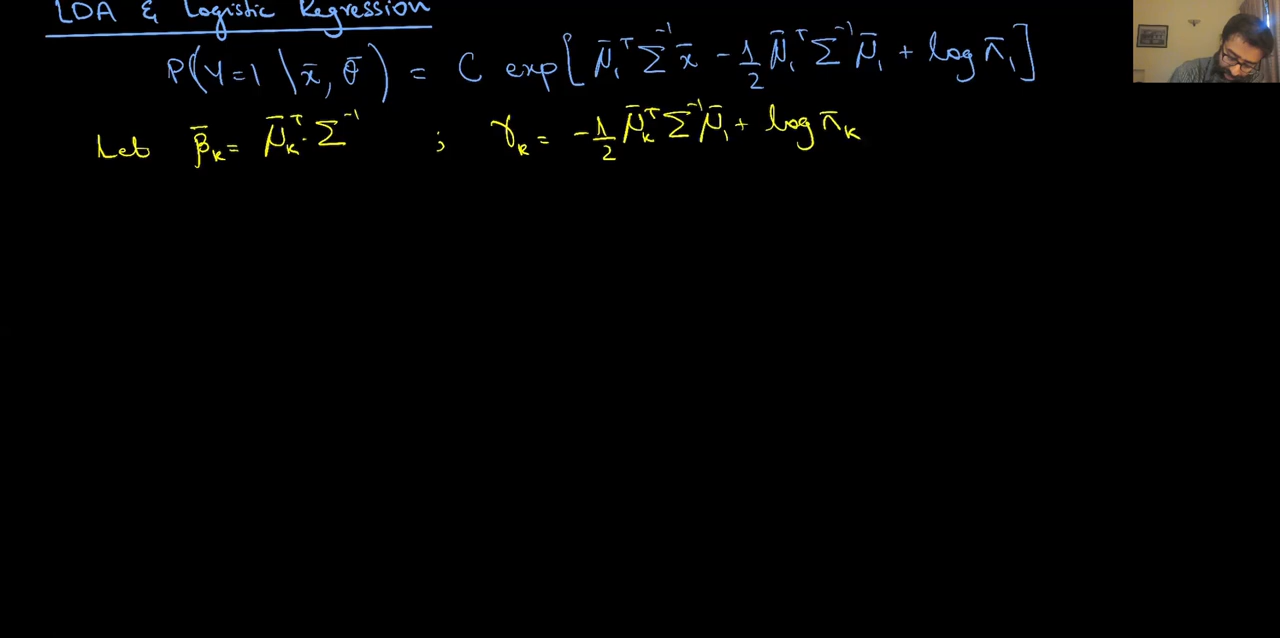 LDA & Logistic Regression
P(Y=1 \ x̄, θ̄) = C exp[μ̄₁ᵀ Σ⁻¹ x̄ - 1/2 μ̄₁ᵀ Σ⁻¹ μ̄₁ + log π̄₁]
Let β̄ₖ = μ̄ₖᵀ · Σ⁻¹ ; γₖ = -1/2 μ̄ₖᵀ Σ⁻¹ μ̄₁ + log π̄ₖ